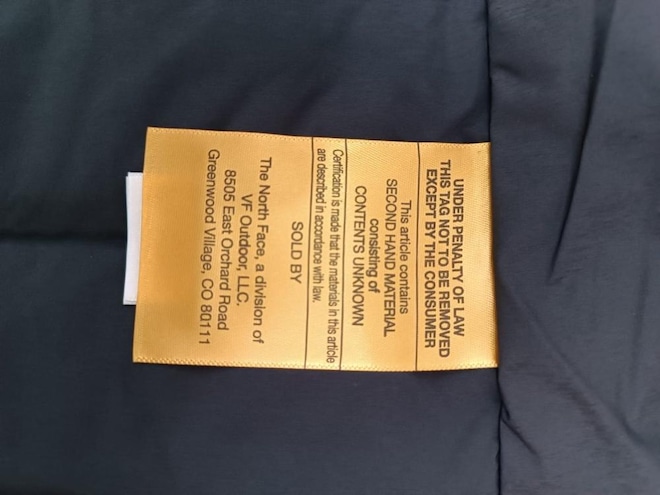 UNDER PENALTY OF LAW
THIS TAG NOT TO BE REMOVED
EXCEPT BY THE CONSUMER
This article contains
SECOND HAND MATERIAL
consisting of
CONTENTS UNKNOWN
Certification is made that the materials in this article
are described in accordance with law.
SOLD BY
The North Face, a division of
VF Outdoor, LLC.
8505 East Orchard Road
Greenwood Village, CO 80111